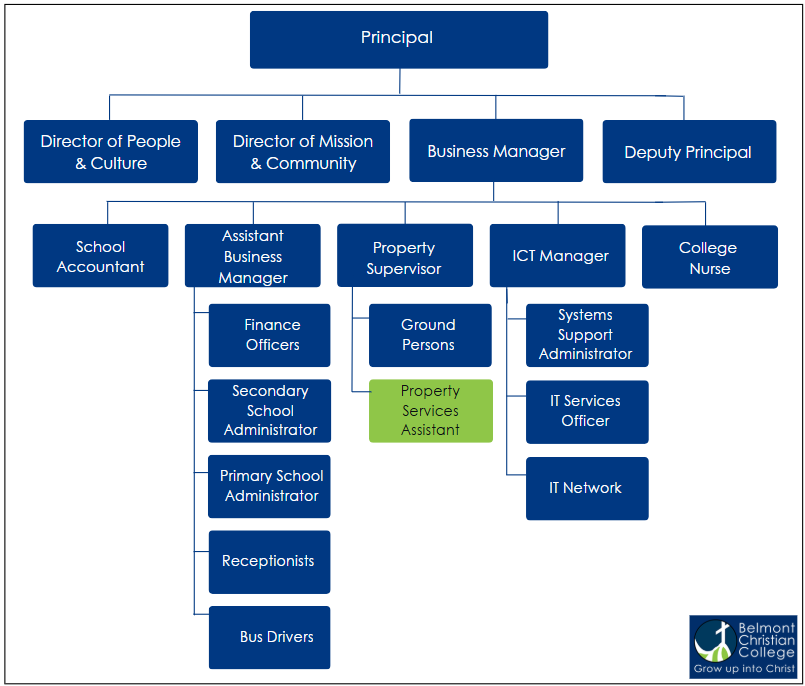 Principal
Director of People
& Culture
Director of Mission
& Community
Business Manager
Deputy Principal
School
Accountant
Assistant
Business
Manager
Property
Supervisor
ICT Manager
College
Nurse
Finance
Officers
Secondary
School
Administrator
Primary School
Administrator
Receptionists
Bus Drivers
Ground
Persons
Property
Services
Assistant
Systems
Support
Administrator
IT Services
Officer
IT Network
Belmont
Christian
College
Grow up into Christ